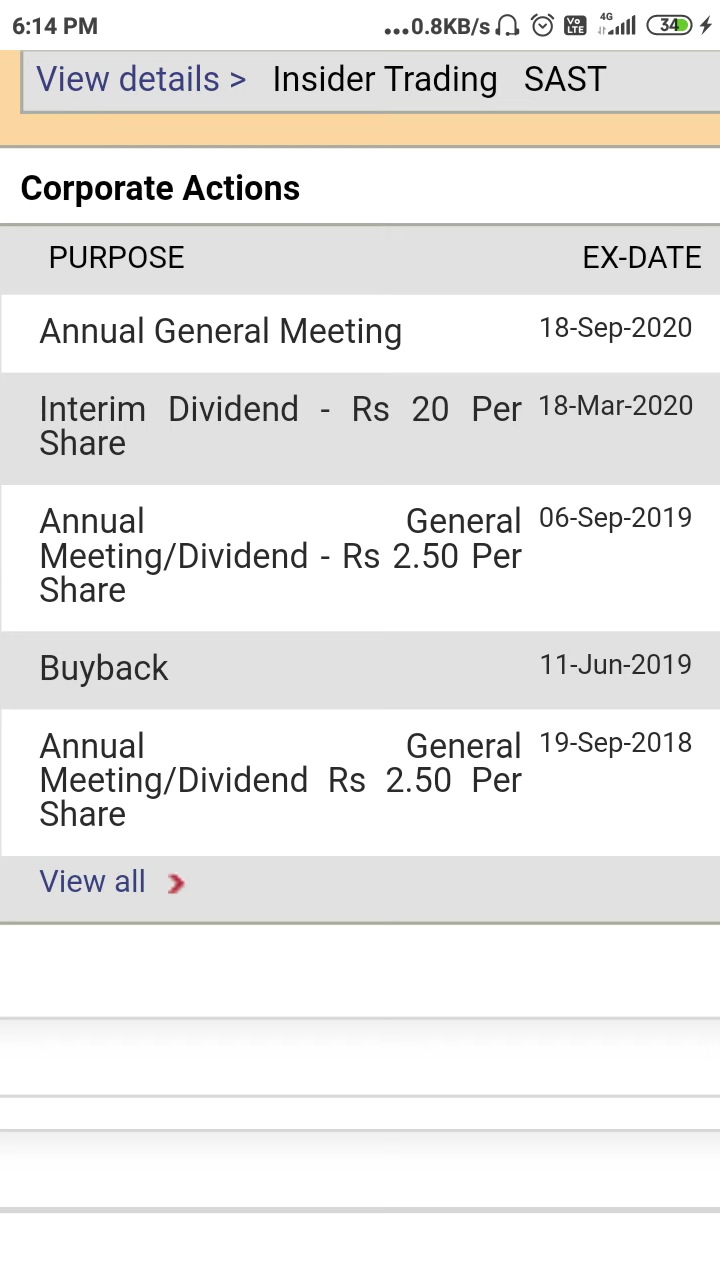 6:14 PM ...0.8KB/s Vo LTE 4G 34
View details > Insider Trading SAST
Corporate Actions
PURPOSE EX-DATE
Annual General Meeting 18-Sep-2020
Interim Dividend - Rs 20 Per 18-Mar-2020
Share
Annual General 06-Sep-2019
Meeting/Dividend - Rs 2.50 Per
Share
Buyback 11-Jun-2019
Annual General 19-Sep-2018
Meeting/Dividend Rs 2.50 Per
Share
View all